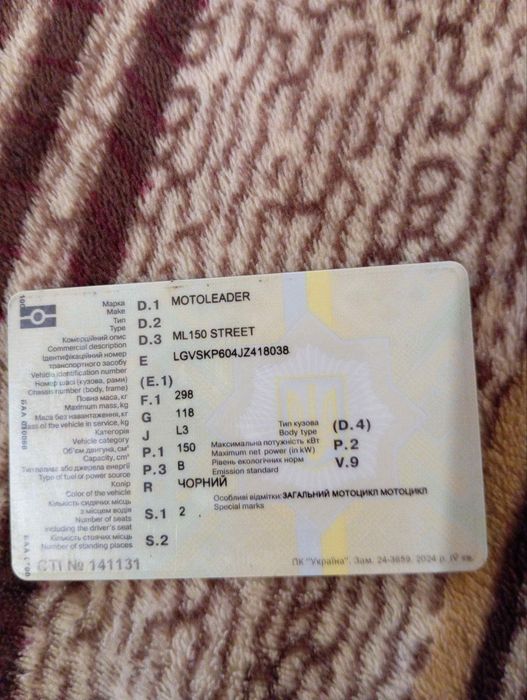 Марка
Make D.1 MOTOLEADER
Тип
Type D.2
Комерційний опис
Commercial description D.3 ML150 STREET
Ідентифікаційний номер
транспортного засобу
Vehicle identification number E LGVSKP604JZ418038
Номер шасі (кузова, рами)
Chassis number (body, frame) (E.1)
Повна маса, кг
Maximum mass, kg F.1 298
Маса без навантаження, кг
Mass of the vehicle in service, kg G 118
Категорія
Vehicle category J L3
Об'єм двигуна, см³
Capacity, cm³ P.1 150
Тип палива або джерела енергії
Type of fuel or power source P.3 B
Колір
Color of the vehicle R ЧОРНИЙ
Кількість сидячих місць
з місцем водія
Number of seats
including the driver's seat S.1 2
Кількість стоячих місць
Number of standing places S.2
Тип кузова
Body type (D.4)
Максимальна потужність кВт
Maximum net power (in kW) P.2
Рівень екологічних норм
Emission standard V.9
Особливі відмітки: ЗАГАЛЬНИЙ МОТОЦИКЛ МОТОЦИКЛ
Special marks
СТІ № 141131
ПК "Україна", Зам. 24-3659, 2024 р. IV кв.